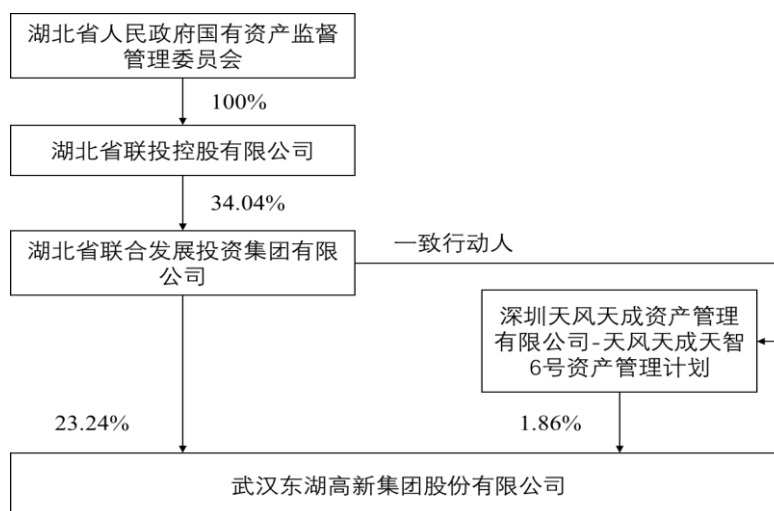 湖北省人民政府国有资产监督
管理委员会
100%
湖北省联投控股有限公司
34.04%
湖北省联合发展投资集团有限
公司
一致行动人
深圳天风天成资产管理
有限公司-天风天成天智
6号资产管理计划
23.24%
1.86%
武汉东湖高新集团股份有限公司